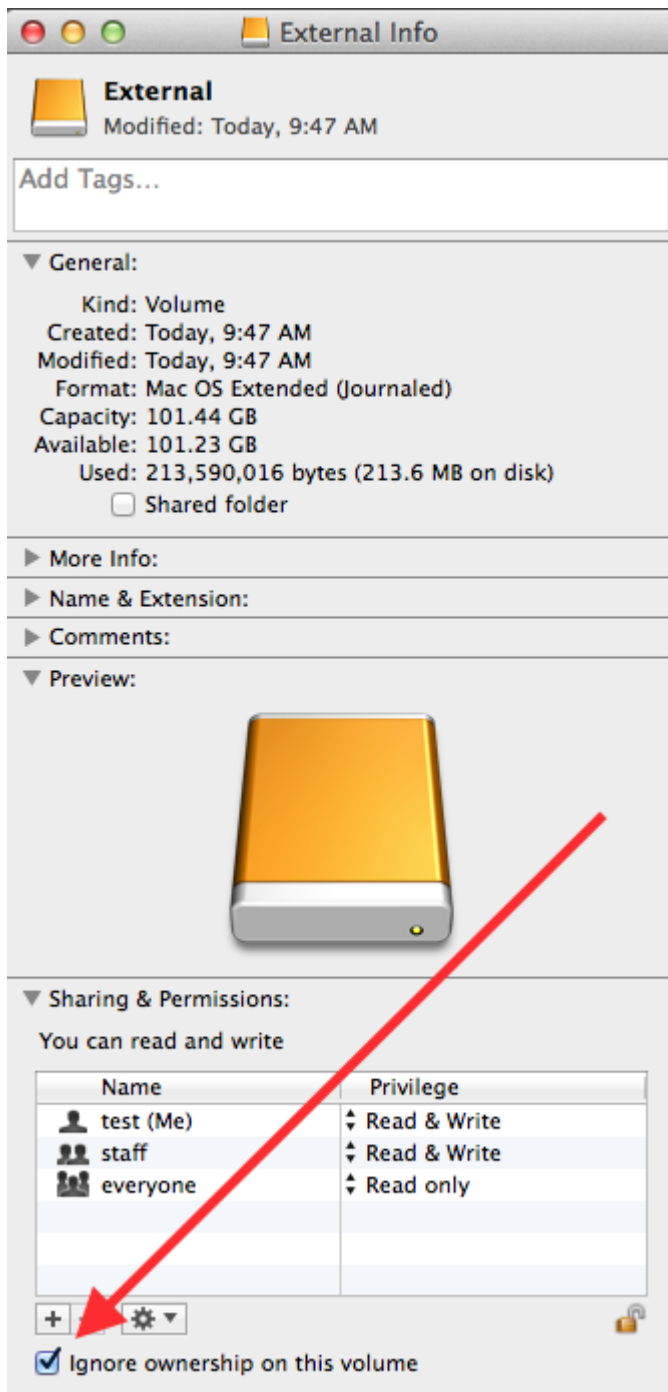 External Info
External
Modified: Today, 9:47 AM
Add Tags...
General:
Kind: Volume
Created: Today, 9:47 AM
Modified: Today, 9:47 AM
Format: Mac OS Extended (Journaled)
Capacity: 101.44 GB
Available: 101.23 GB
Used: 213,590,016 bytes (213.6 MB on disk)
Shared folder
More Info:
Name & Extension:
Comments:
Preview:
Sharing & Permissions:
You can read and write
Name Privilege
test (Me) Read & Write
staff Read & Write
everyone Read only
Ignore ownership on this volume